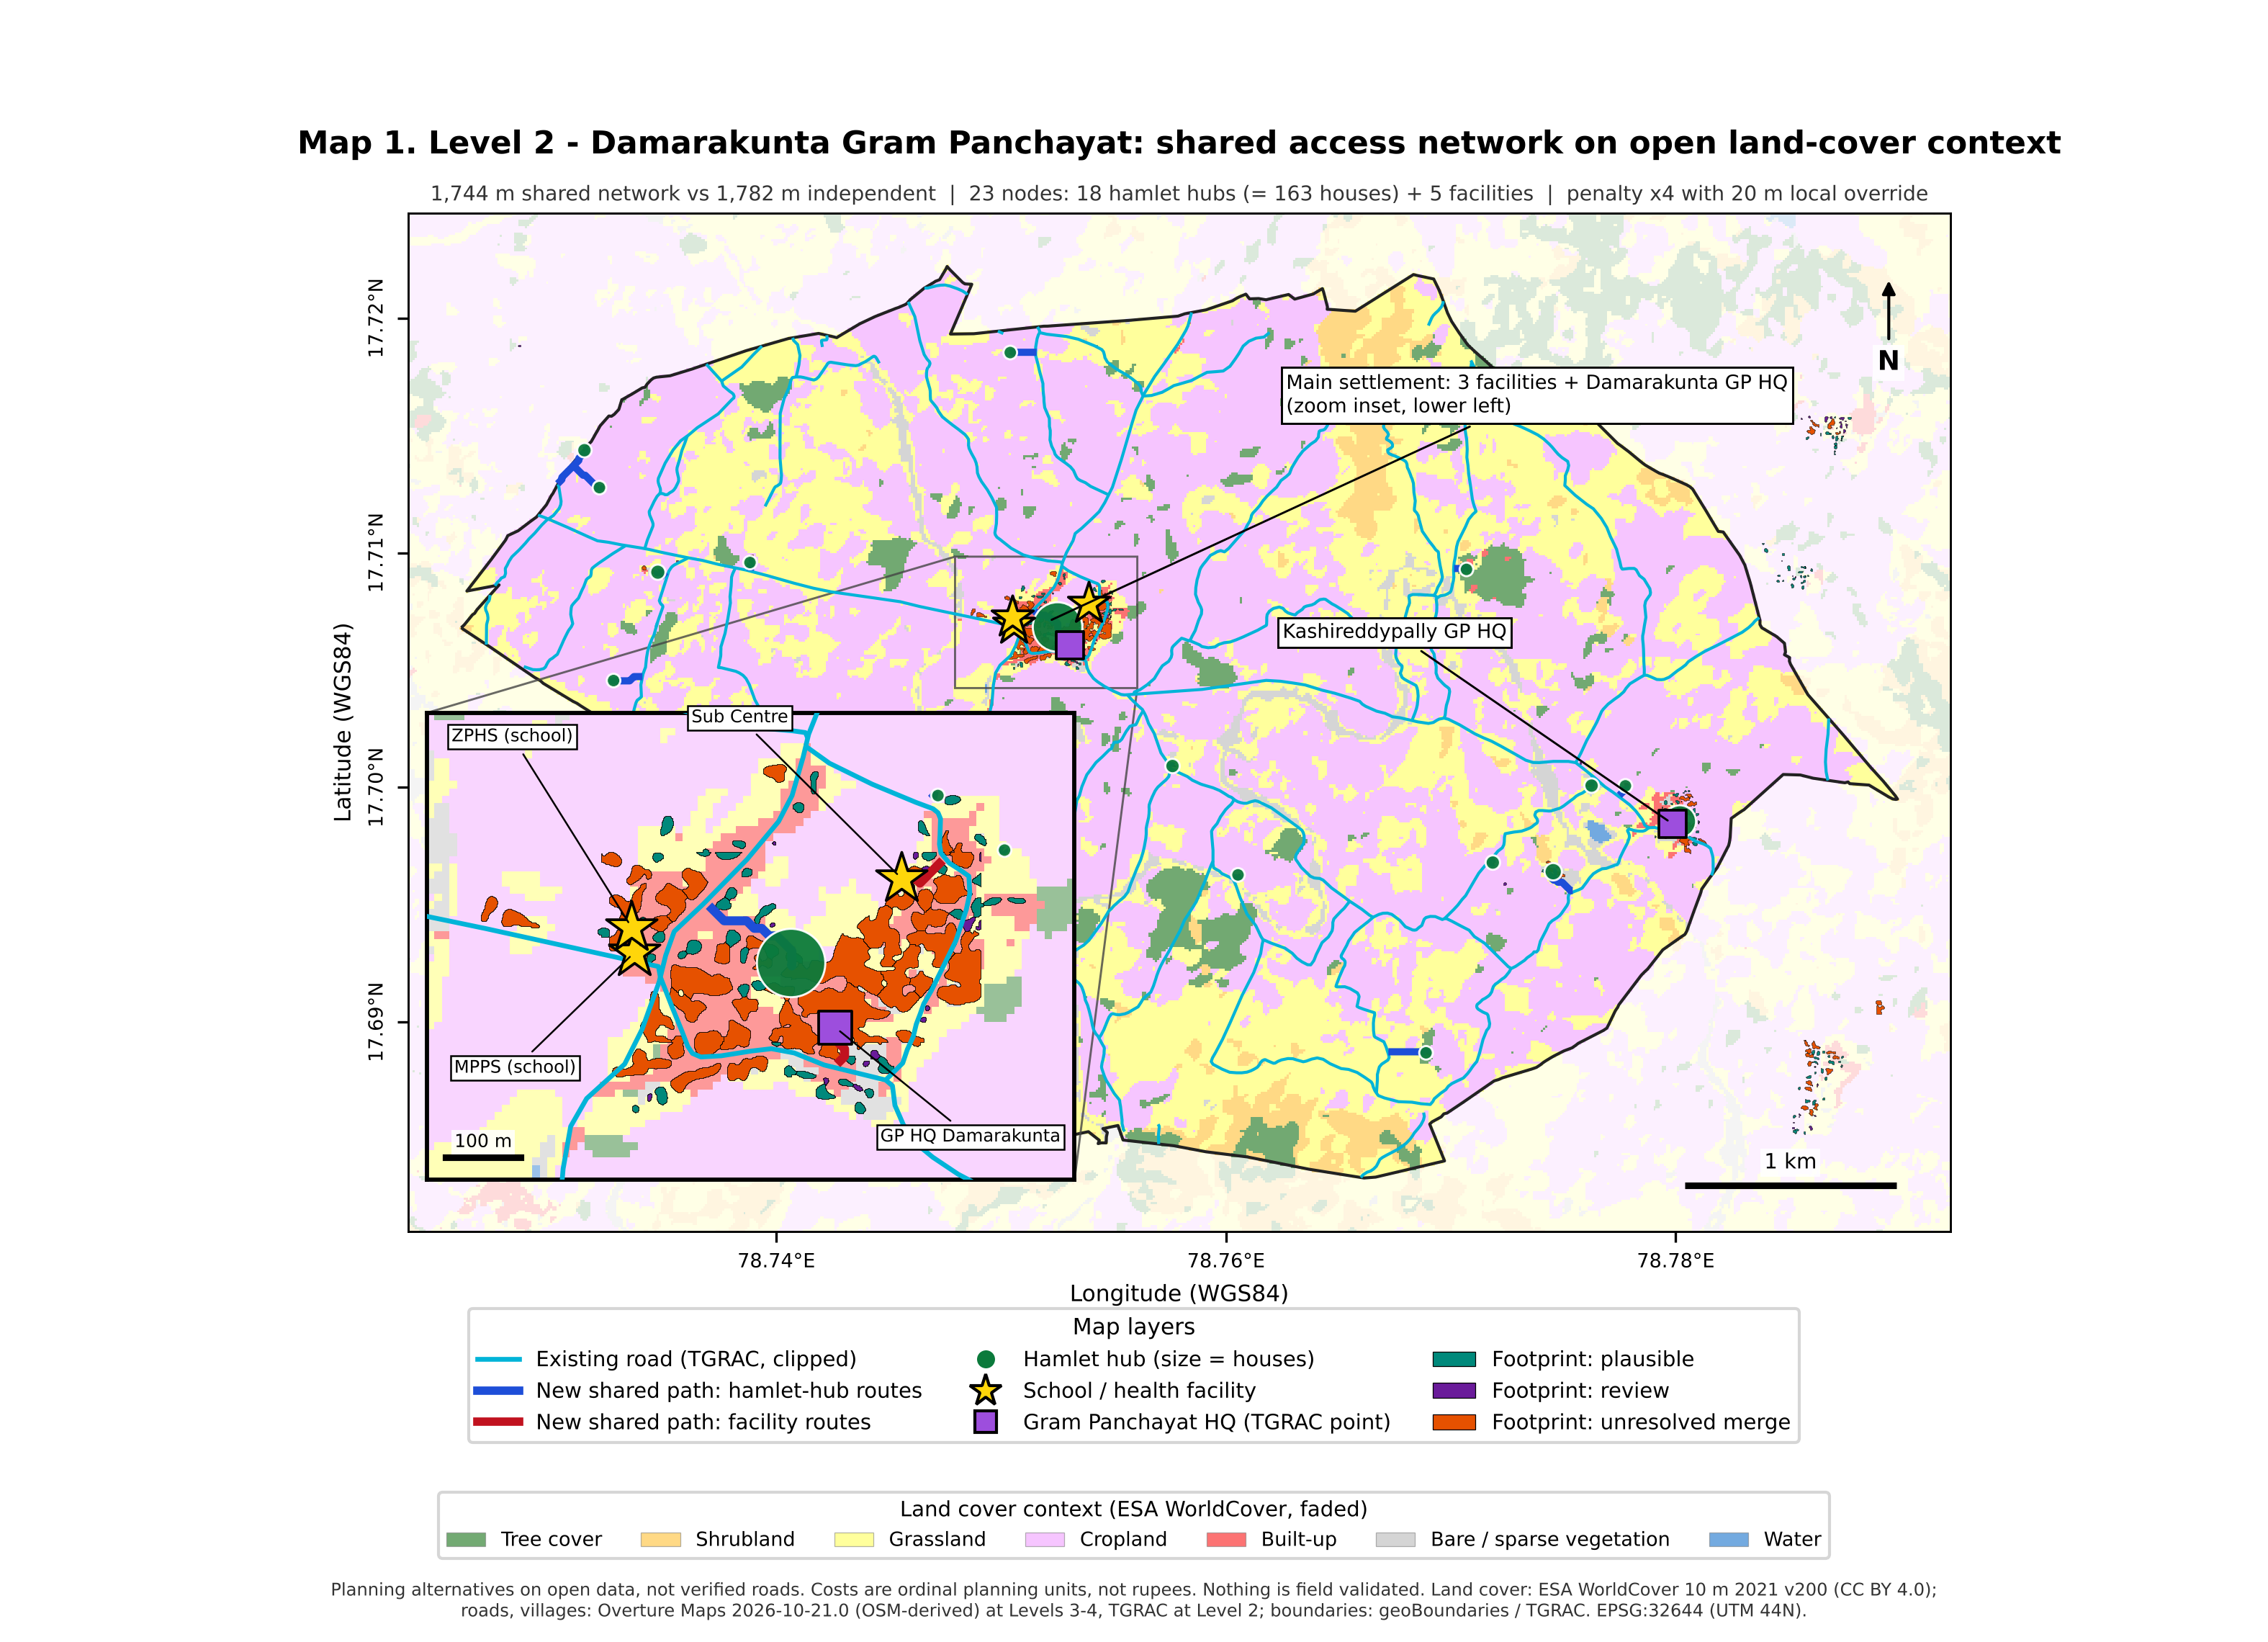 Map 1. Level 2 - Damarakunta Gram Panchayat: shared access network on open land-cover context
1,744 m shared network vs 1,782 m independent | 23 nodes: 18 hamlet hubs (= 163 houses) + 5 facilities | penalty x4 with 20 m local override
17.72°N
17.71°N
17.70°N
17.69°N
Latitude (WGS84)
N
Main settlement: 3 facilities + Damarakunta GP HQ
(zoom inset, lower left)
Kashireddypally GP HQ
ZPHS (school)
Sub Centre
MPPS (school)
GP HQ Damarakunta
100 m
1 km
78.74°E
78.76°E
78.78°E
Longitude (WGS84)
Map layers
Existing road (TGRAC, clipped)
New shared path: hamlet-hub routes
New shared path: facility routes
Hamlet hub (size = houses)
School / health facility
Gram Panchayat HQ (TGRAC point)
Footprint: plausible
Footprint: review
Footprint: unresolved merge
Land cover context (ESA WorldCover, faded)
Tree cover
Shrubland
Grassland
Cropland
Built-up
Bare / sparse vegetation
Water
Planning alternatives on open data, not verified roads. Costs are ordinal planning units, not rupees. Nothing is field validated. Land cover: ESA WorldCover 10 m 2021 v200 (CC BY 4.0);
roads, villages: Overture Maps 2026-10-21.0 (OSM-derived) at Levels 3-4, TGRAC at Level 2; boundaries: geoBoundaries / TGRAC. EPSG:32644 (UTM 44N).